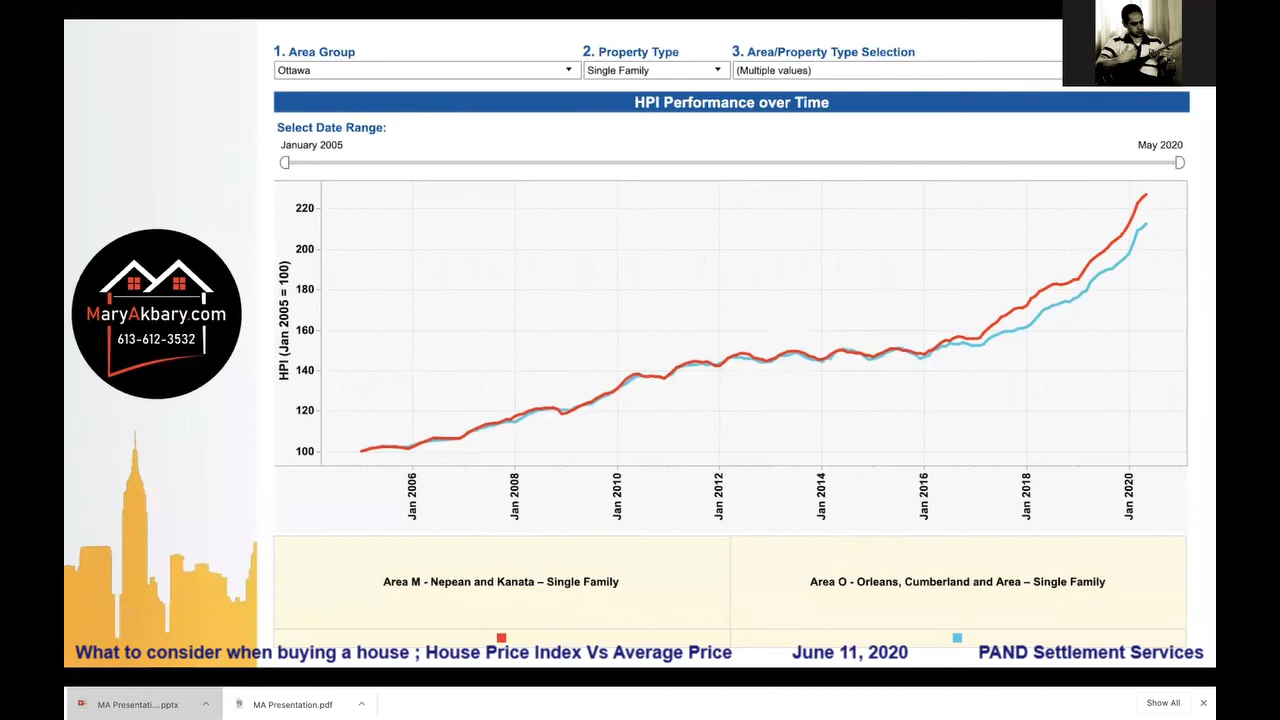 1. Area Group
2. Property Type
3. Area/Property Type Selection
Ottawa
Single Family
(Multiple values)
HPI Performance over Time
Select Date Range:
January 2005
May 2020
220
200
180
160
140
120
100
HPI (Jan 2005 = 100)
Jan 2006
Jan 2008
Jan 2010
Jan 2012
Jan 2014
Jan 2016
Jan 2018
Jan 2020
MaryAkbary.com
613-612-3532
Area M - Nepean and Kanata – Single Family
Area O - Orleans, Cumberland and Area – Single Family
What to consider when buying a house ; House Price Index Vs Average Price
June 11, 2020
PAND Settlement Services
MA Presentati....pptx
MA Presentation.pdf
Show All